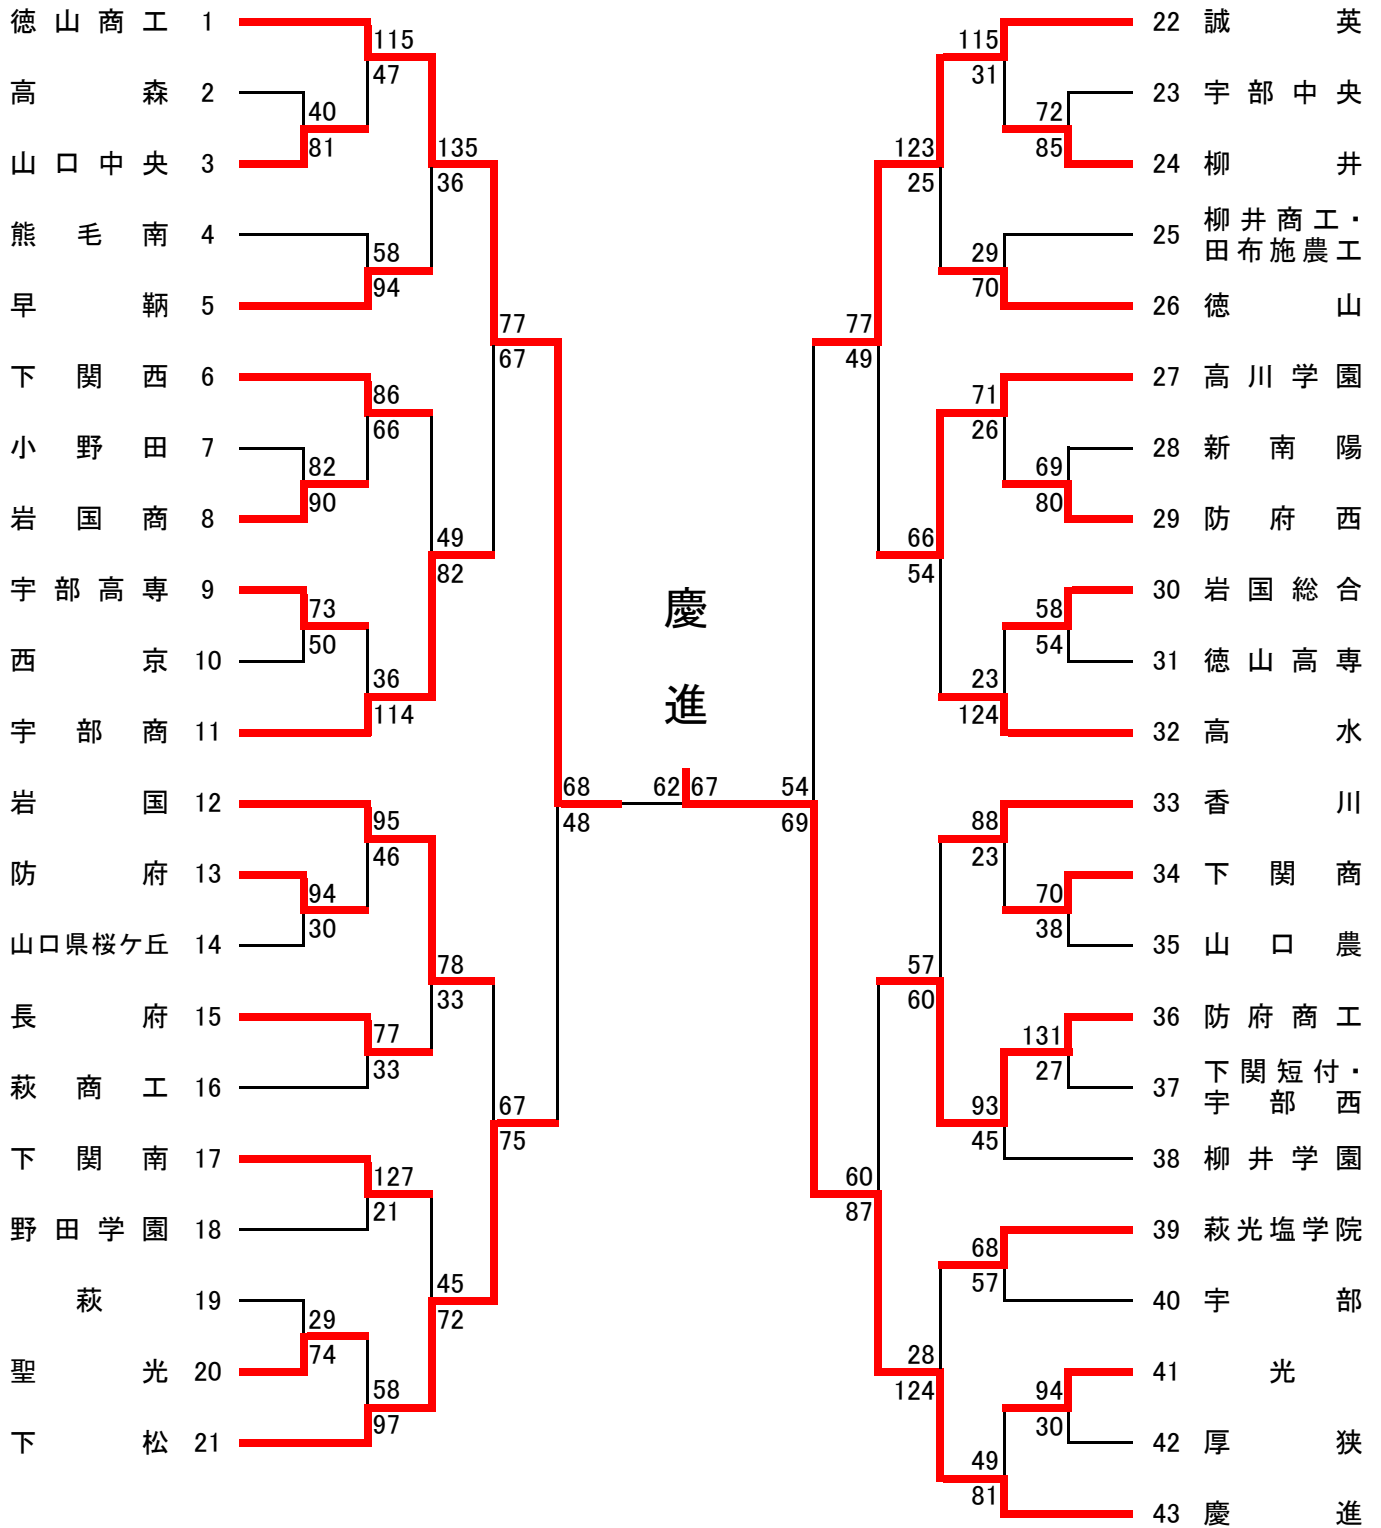 徳山商工 1
高森 2
山口中央 3
熊毛南 4
早鞆 5
下関西 6
小野田 7
岩国商 8
宇部高専 9
西京 10
宇部商 11
岩国 12
防府 13
山口県桜ケ丘 14
長府 15
萩商工 16
下関南 17
野田学園 18
萩 19
聖光 20
下松 21
115
47
40
81
58
94
135
36
86
66
82
90
73
50
36
114
49
82
77
67
95
46
94
30
77
33
78
33
127
21
29
74
58
97
45
72
67
75
68
48
慶進
62 67
54
69
77
49
123
25
115
31
72
85
29
70
66
54
71
26
69
80
58
54
23
124
60
87
57
60
88
23
70
38
131
27
93
45
28
124
68
57
94
30
49
81
22 誠英
23 宇部中央
24 柳井
25 柳井商工・
田布施農工
26 徳山
27 高川学園
28 新南陽
29 防府西
30 岩国総合
31 徳山高専
32 高水
33 香川
34 下関商
35 山口農
36 防府商工
37 下関短付・
宇部西
38 柳井学園
39 萩光塩学院
40 宇部
41 光
42 厚狭
43 慶進